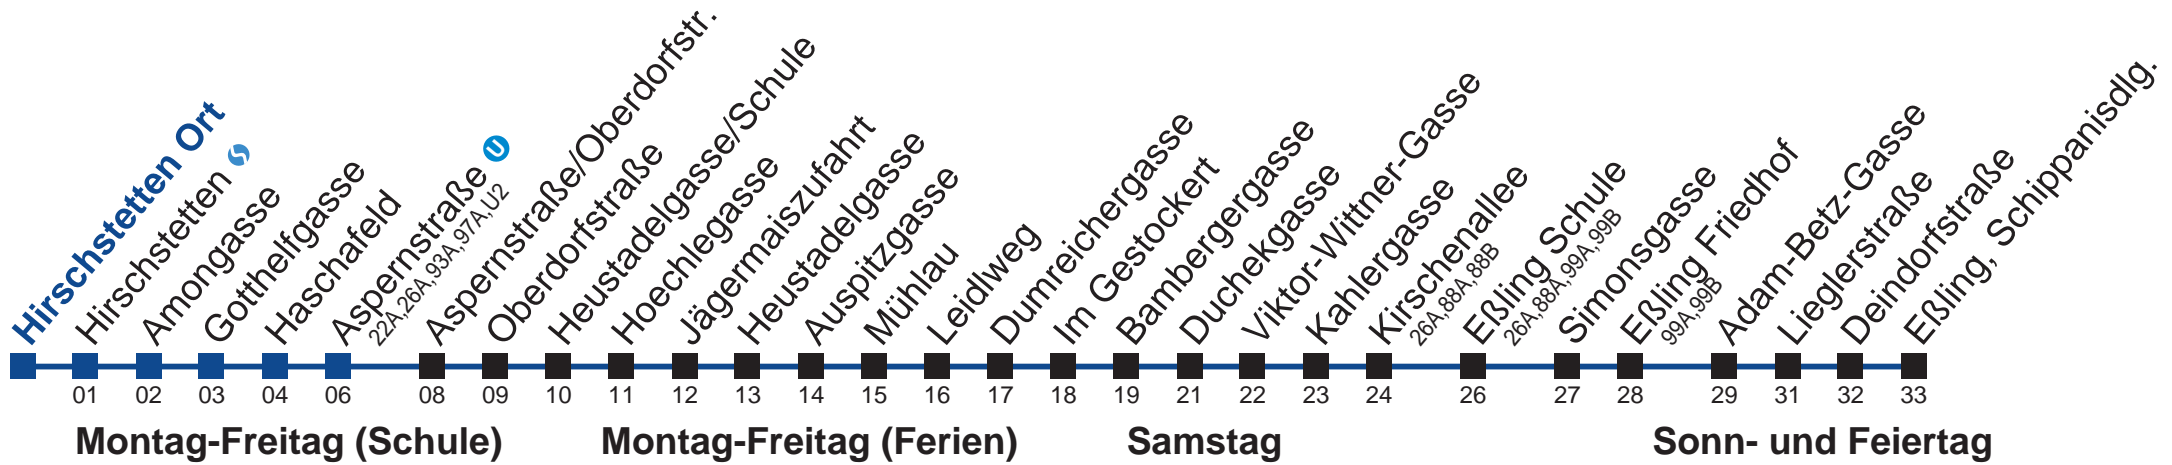 Hirschstetten Ort
Hirschstetten
Amongasse
Gotthelfgasse
Haschafeld
Aspernstraße U
22A,26A,93A,97A,U2
Aspernstraße/Oberdorfstr.
Oberdorfstraße
Heustadelgasse/Schule
Hoechlegasse
Jägermaiszufahrt
Heustadelgasse
Auspitzgasse
Mühlau
Leidlweg
Dumreichergasse
Im Gestockert
Bambergergasse
Duchekgasse
Viktor-Wittner-Gasse
Kahlergasse
Kirschenallee
26A,88A,88B
Eßling Schule
26A,88A,99A,99B
Simonsgasse
Eßling Friedhof
99A,99B
Adam-Betz-Gasse
Lieglerstraße
Deindorfstraße
Eßling, Schippanisdlg.
01 02 03 04 06 08 09 10 11 12 13 14 15 16 17 18 19 21 22 23 24 26 27 28 29 31 32 33
Montag-Freitag (Schule) Montag-Freitag (Ferien) Samstag Sonn- und Feiertag